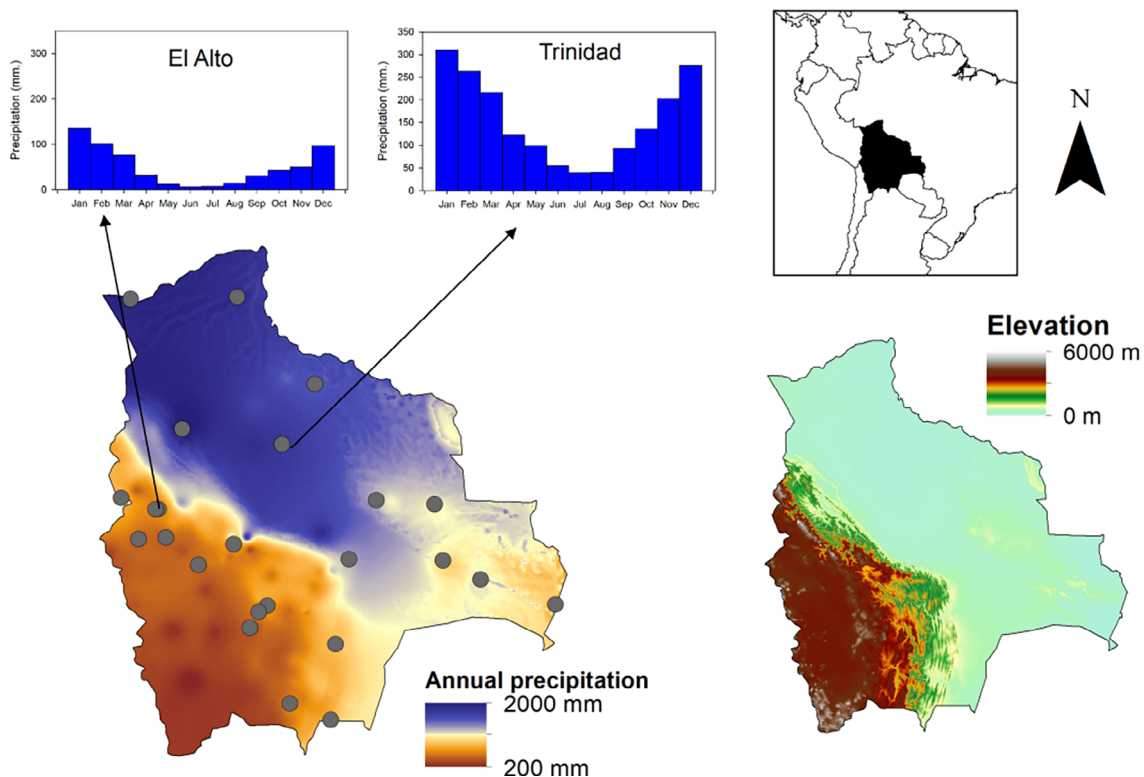 El Alto
Precipitation (mm.)
300
200
100
0
Jan Feb Mar Apr May Jun Jul Aug Sep Oct Nov Dec
Trinidad
Precipitation (mm.)
350
300
250
200
150
100
50
0
Jan Feb Mar Apr May Jun Jul Aug Sep Oct Nov Dec
N
Elevation
6000 m
0 m
Annual precipitation
2000 mm
200 mm